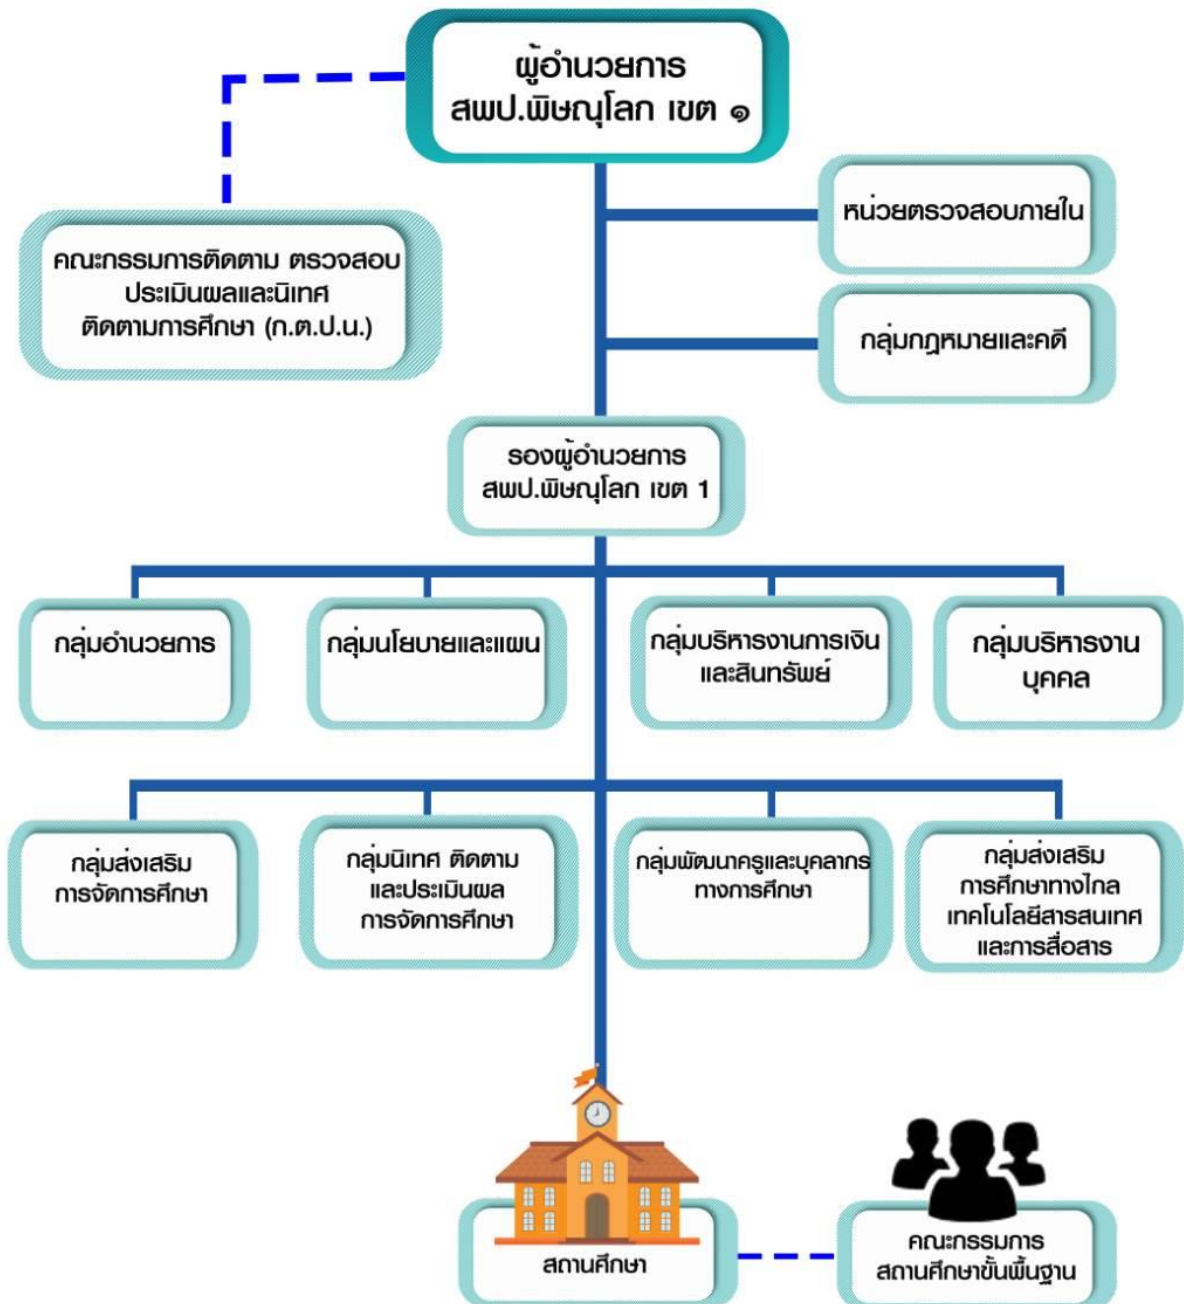 ผู้อำนวยการ
สพป.พิษณุโลก เขต ๑
หน่วยตรวจสอบภายใน
คณะกรรมการติดตาม ตรวจสอบ
ประเมินผลและนิเทศ
ติดตามการศึกษา (ก.ต.ป.น.)
กลุ่มกฎหมายและคดี
รองผู้อำนวยการ
สพป.พิษณุโลก เขต 1
กลุ่มอำนวยการ
กลุ่มนโยบายและแผน
กลุ่มบริหารงานการเงิน
และสินทรัพย์
กลุ่มบริหารงาน
บุคคล
กลุ่มส่งเสริม
การจัดการศึกษา
กลุ่มนิเทศ ติดตาม
และประเมินผล
การจัดการศึกษา
กลุ่มพัฒนาครูและบุคลากร
ทางการศึกษา
กลุ่มส่งเสริม
การศึกษาทางไกล
เทคโนโลยีสารสนเทศ
และการสื่อสาร
สถานศึกษา
คณะกรรมการ
สถานศึกษาขั้นพื้นฐาน